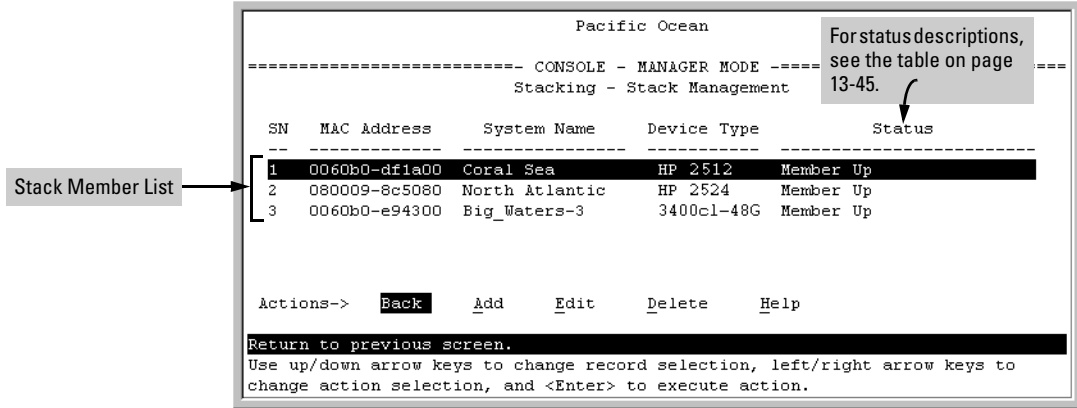 Pacific Ocean
For status descriptions,
see the table on page
13-45.
==========================- CONSOLE - MANAGER MODE -==========================
Stacking - Stack Management
SN MAC Address System Name Device Type Status
-- ------------- ---------------- ----------- -------------------------
Stack Member List
1 0060b0-df1a00 Coral Sea HP 2512 Member Up
2 080009-8c5080 North Atlantic HP 2524 Member Up
3 0060b0-e94300 Big_Waters-3 3400cl-48G Member Up
Actions-> Back Add Edit Delete Help
Return to previous screen.
Use up/down arrow keys to change record selection, left/right arrow keys to
change action selection, and <Enter> to execute action.